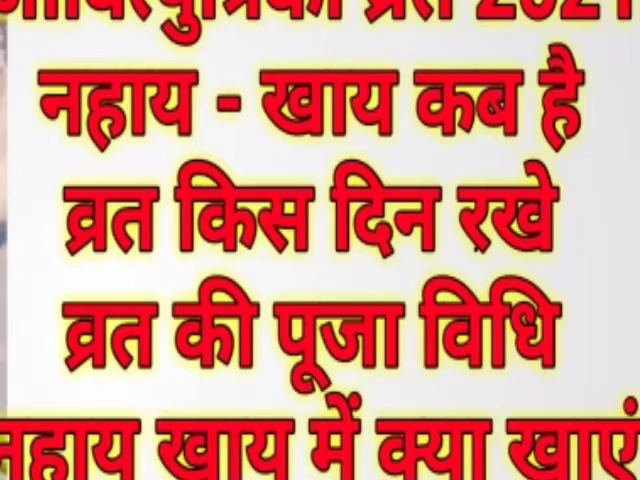 व्रत 2021
नहाय - खाय कब है
व्रत किस दिन रखे
व्रत की पूजा विधि
नहाय खाय में क्या खाएं